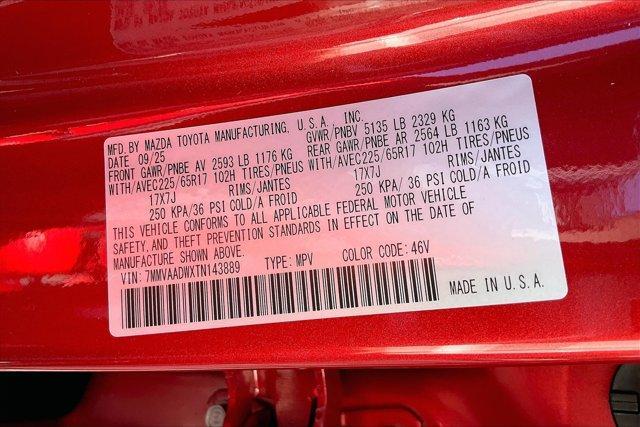 MFD. BY MAZDA TOYOTA MANUFACTURING, U.S.A., INC.
DATE 09/25 GVWR/PNBV 5135 LB 2329 KG
FRONT GAWR/PNBE AV 2593 LB 1176 KG REAR GAWR/PNBE AR 2564 LB 1163 KG
WITH/AVEC225/65R17 102H TIRES/PNEUS WITH/AVEC225/65R17 102H TIRES/PNEUS
17X7J RIMS/JANTES 17X7J RIMS/JANTES
250 KPA/ 36 PSI COLD/A FROID 250 KPA/ 36 PSI COLD/A FROID
THIS VEHICLE CONFORMS TO ALL APPLICABLE FEDERAL MOTOR VEHICLE
SAFETY, AND THEFT PREVENTION STANDARDS IN EFFECT ON THE DATE OF
MANUFACTURE SHOWN ABOVE.
VIN: 7MMVAADWXTN143889 TYPE: MPV COLOR CODE: 46V
MADE IN U.S.A.